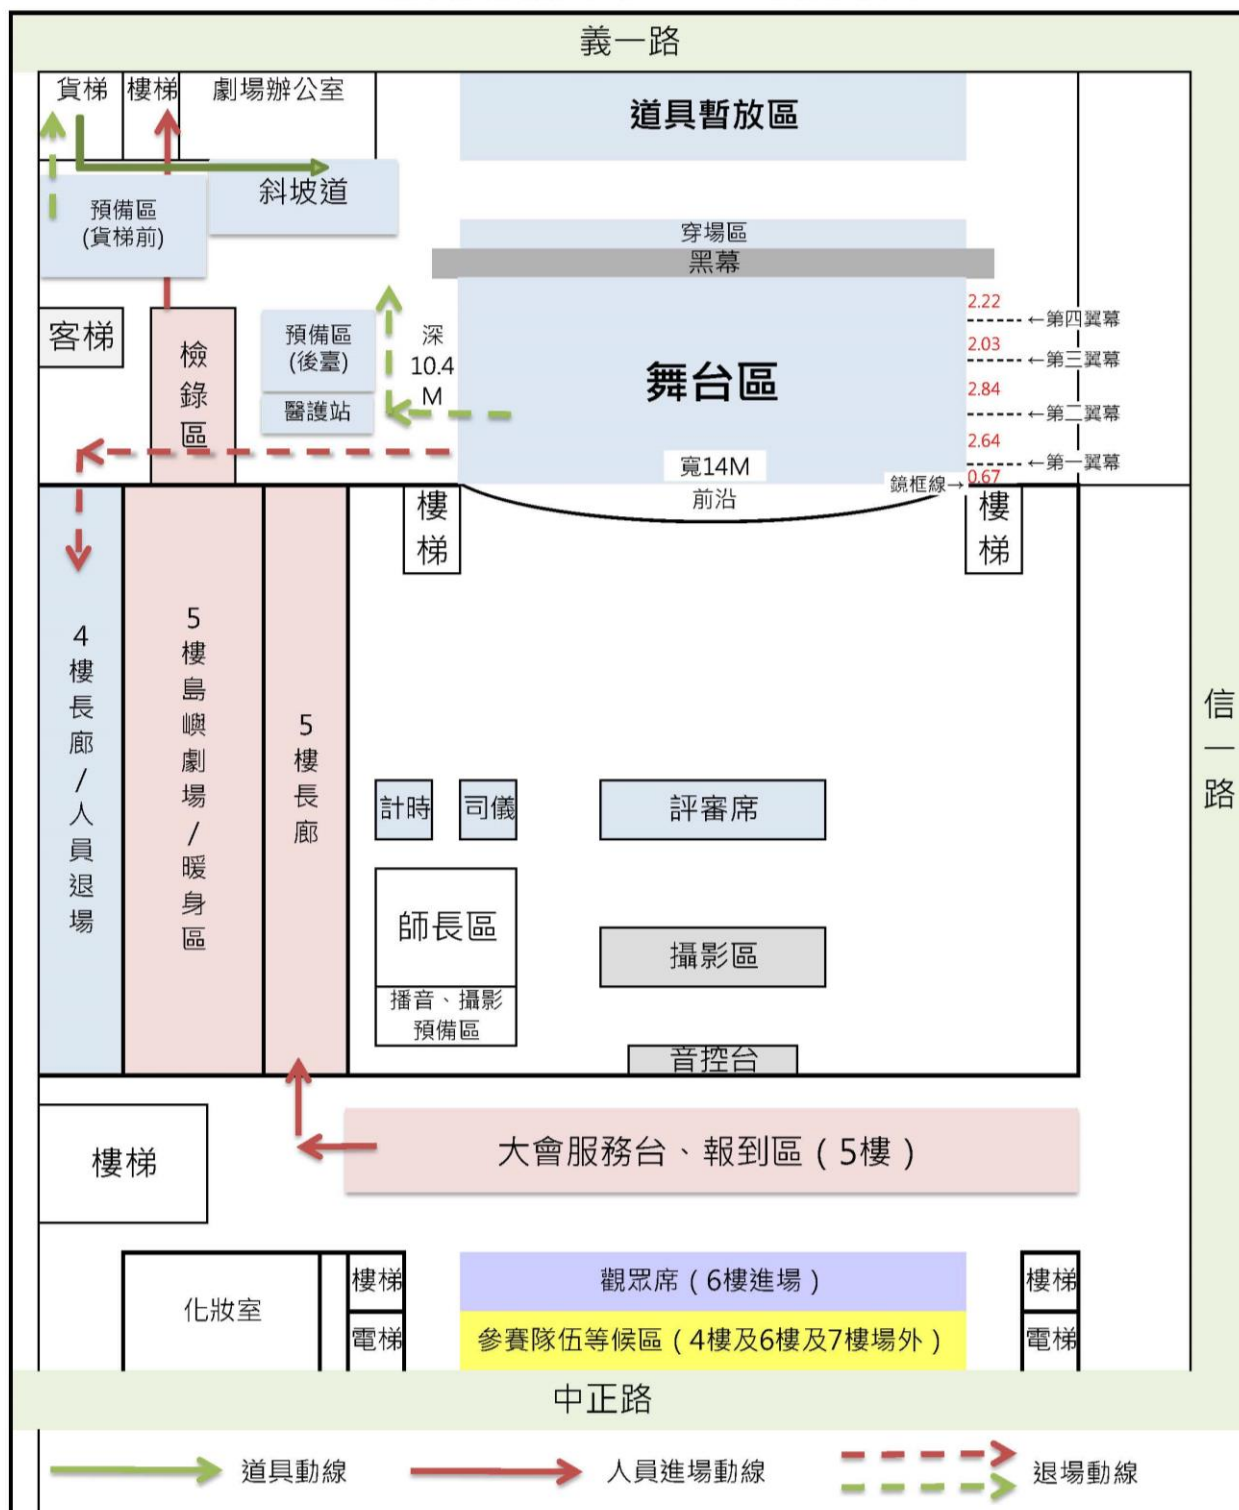 義一路
貨梯
樓梯
劇場辦公室
道具暫放區
斜坡道
預備區
(貨梯前)
穿場區
黑幕
客梯
檢錄區
預備區
(後臺)
醫護站
深
10.4
M
舞台區
寬14M
前沿
鏡框線→
2.22
←第四翼幕
2.03
←第三翼幕
2.84
←第二翼幕
2.64
←第一翼幕
0.67
樓梯
樓梯
4樓長廊/人員退場
5樓島嶼劇場/暖身區
5樓長廊
信一路
計時
司儀
評審席
師長區
播音、攝影
預備區
攝影區
音控台
樓梯
大會服務台、報到區（5樓）
化妝室
樓梯
電梯
觀眾席（6樓進場）
參賽隊伍等候區（4樓及6樓及7樓場外）
樓梯
電梯
中正路
道具動線
人員進場動線
退場動線